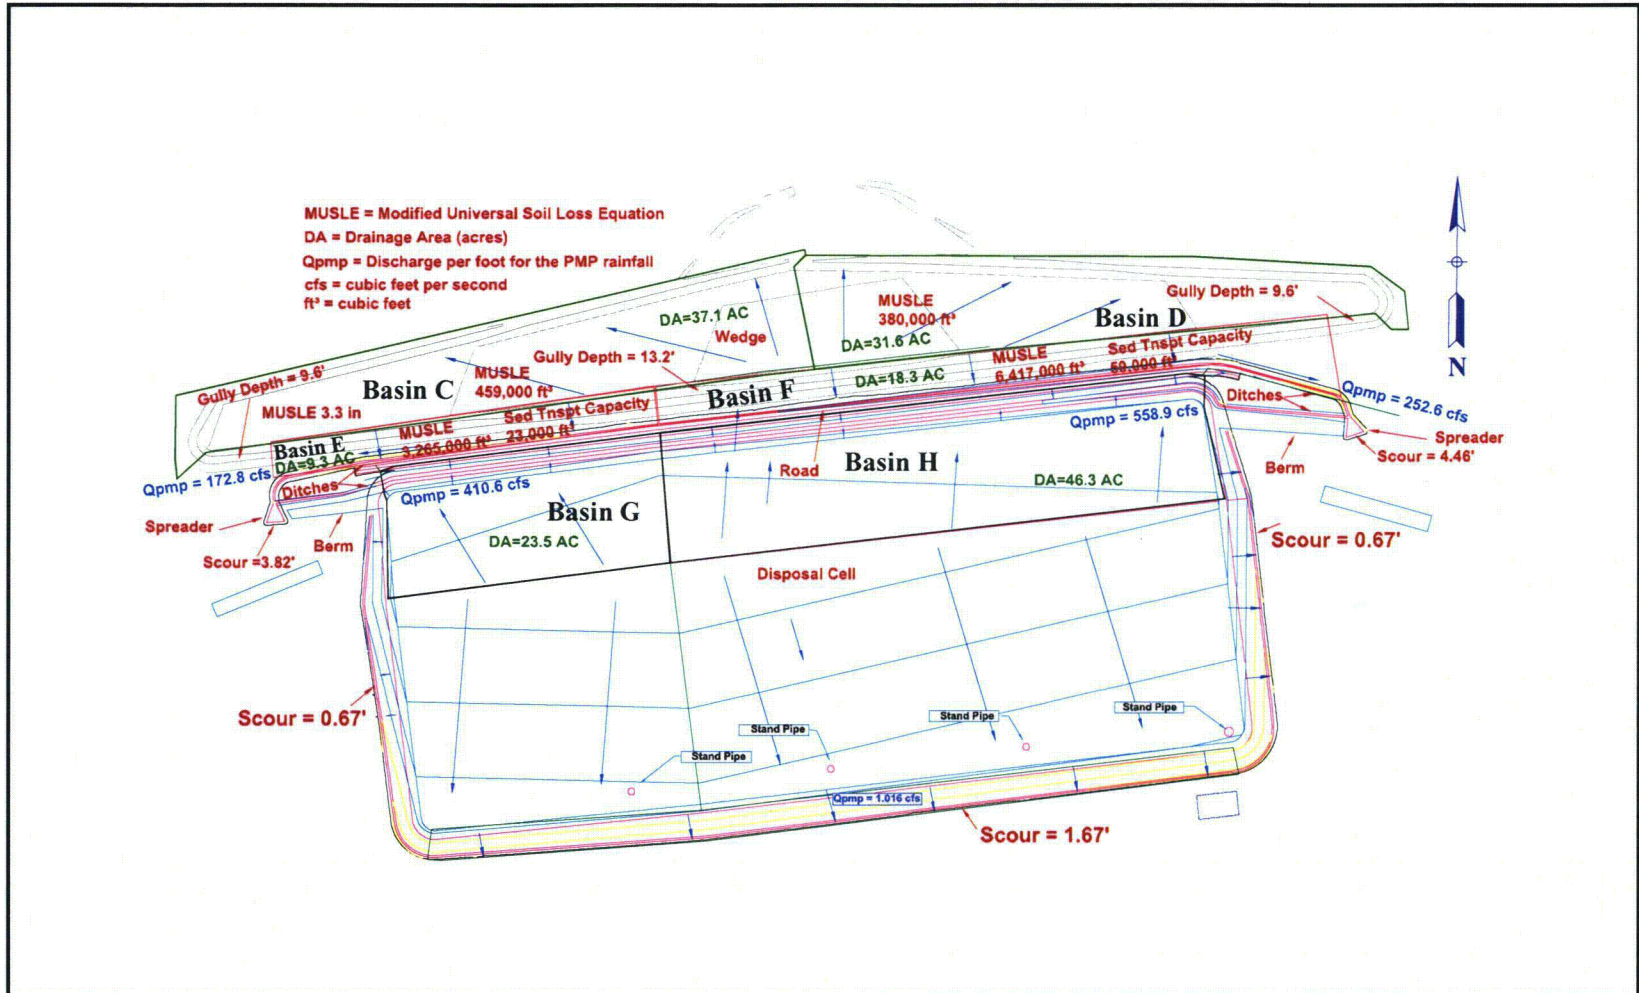 MUSLE = Modified Universal Soil Loss Equation
DA = Drainage Area (acres)
Qpmp = Discharge per foot for the PMP rainfall
cfs = cubic feet per second
ft³ = cubic feet
Gully Depth = 9.6'
MUSLE
380,000 ft³
DA=37.1 AC
Wedge
Basin D
DA=31.6 AC
Sed Tnspt Capacity
50,000 ft³
MUSLE
6,417,000 ft³
Gully Depth = 13.2'
Gully Depth = 9.6'
Basin C
MUSLE
459,000 ft³
DA=18.3 AC
Basin F
MUSLE 3.3 in
Sed Tnspt Capacity
23,000 ft³
MUSLE
3,265,000 ft³
Basin E
DA=9.3 AC
Ditches
Qpmp = 252.6 cfs
Qpmp = 558.9 cfs
Spreader
Scour = 4.46'
Berm
Road
Basin H
DA=46.3 AC
Qpmp = 172.8 cfs
Ditches
Qpmp = 410.6 cfs
Basin G
DA=23.5 AC
Spreader
Berm
Scour =3.82'
Scour = 0.67'
Disposal Cell
Scour = 0.67'
Stand Pipe
Stand Pipe
Stand Pipe
Stand Pipe
Qpmp = 1.016 cfs
Scour = 1.67'
N